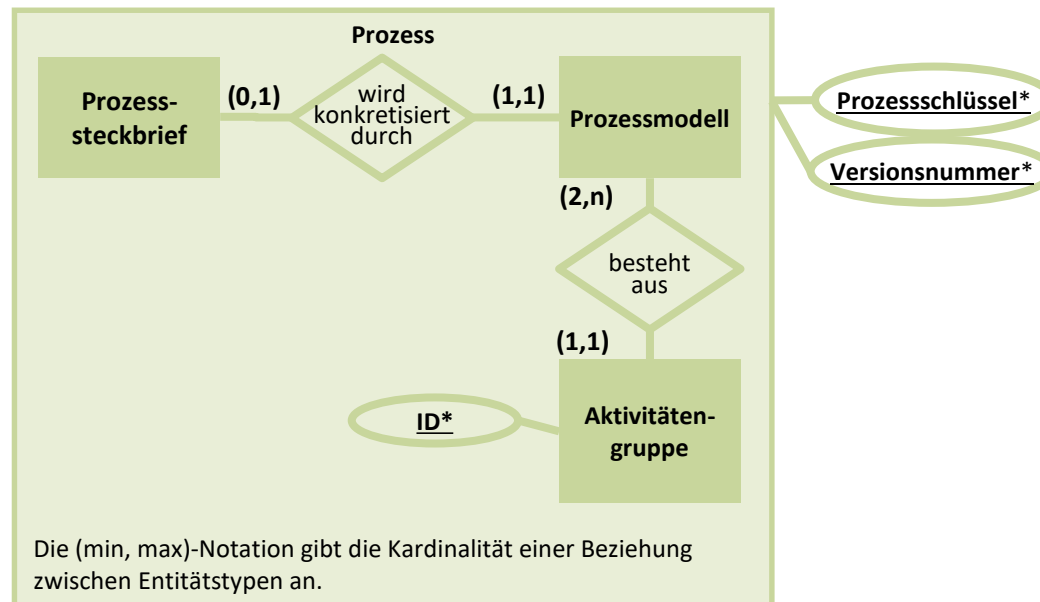 Prozess
Prozess-
steckbrief
(0,1)
wird
konkretisiert
durch
(1,1)
Prozessmodell
Prozessschlüssel*
Versionsnummer*
(2,n)
besteht
aus
(1,1)
ID*
Aktivitäten-
gruppe
Die (min, max)-Notation gibt die Kardinalität einer Beziehung
zwischen Entitätstypen an.